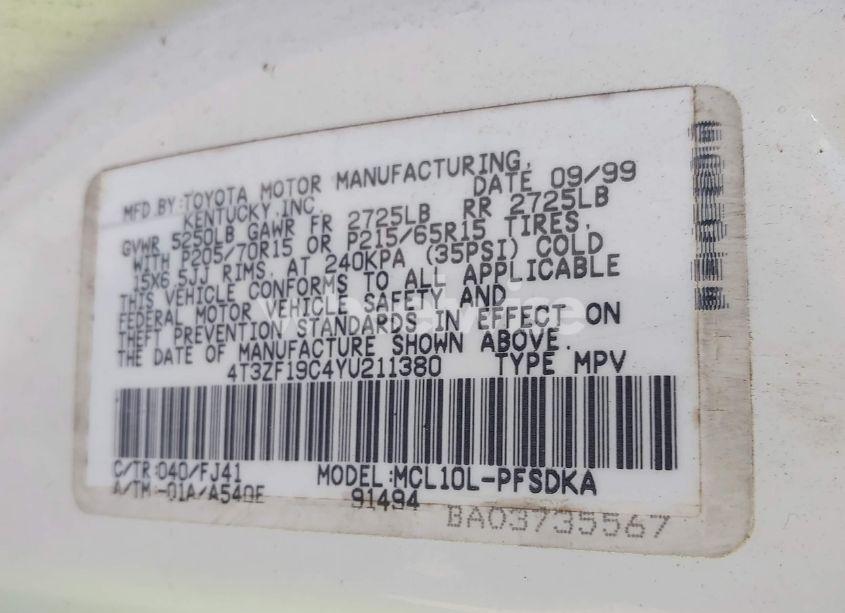 MFD BY:TOYOTA MOTOR MANUFACTURING,
KENTUCKY,INC. DATE 09/99
GVWR 5250LB GAWR FR 2725LB RR 2725LB
WITH P205/70R15 OR P215/65R15 TIRES,
15X6.5JJ RIMS, AT 240KPA (35PSI) COLD
THIS VEHICLE CONFORMS TO ALL APPLICABLE
FEDERAL MOTOR VEHICLE SAFETY AND
THEFT PREVENTION STANDARDS IN EFFECT ON
THE DATE OF MANUFACTURE SHOWN ABOVE.
4T3ZF19C4YU211380 TYPE MPV
C/TR:040/FJ41 MODEL:MCL10L-PFSDKA
A/TM-01A/A540E 91494
BA03735567